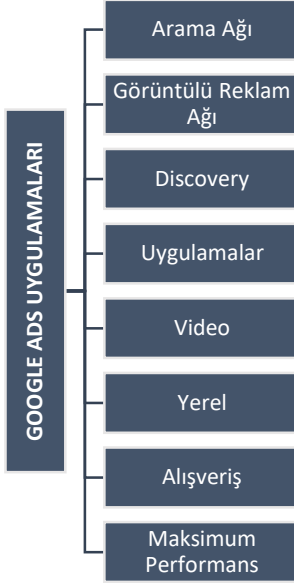 GOOGLE ADS UYGULAMALARI
Arama Ağı
Görüntülü Reklam
Ağı
Discovery
Uygulamalar
Video
Yerel
Alışveriş
Maksimum
Performans